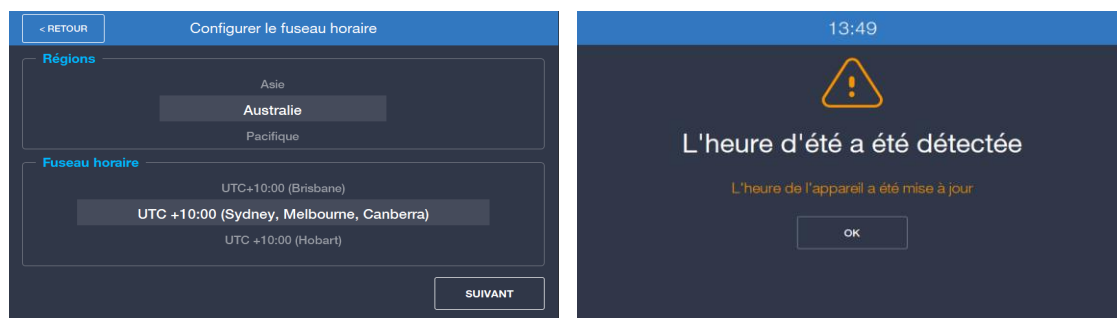 < RETOUR
Configurer le fuseau horaire
Régions
Asie
Australie
Pacifique
Fuseau horaire
UTC+10:00 (Brisbane)
UTC +10:00 (Sydney, Melbourne, Canberra)
UTC +10:00 (Hobart)
SUIVANT
13:49
L'heure d'été a été détectée
L'heure de l'appareil a été mise à jour
OK